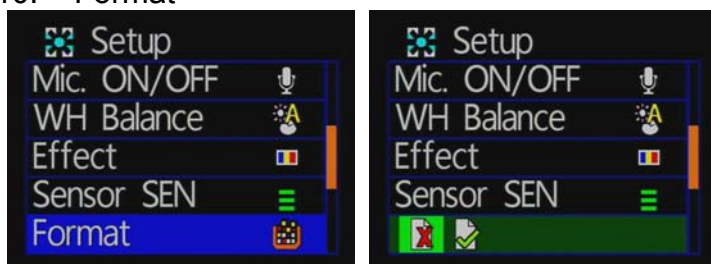 Format
Setup
Mic. ON/OFF
WH Balance
A
Effect
Sensor SEN
Format
Setup
Mic. ON/OFF
WH Balance
A
Effect
Sensor SEN